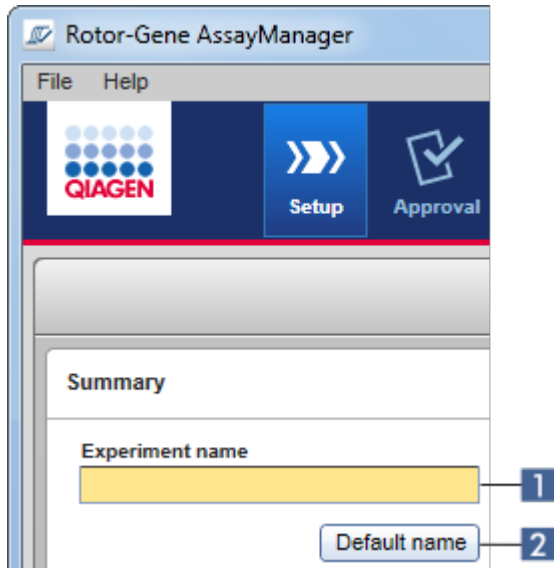 Rotor-Gene AssayManager
File Help
QIAGEN
Setup Approval
Summary
Experiment name
1
Default name
2